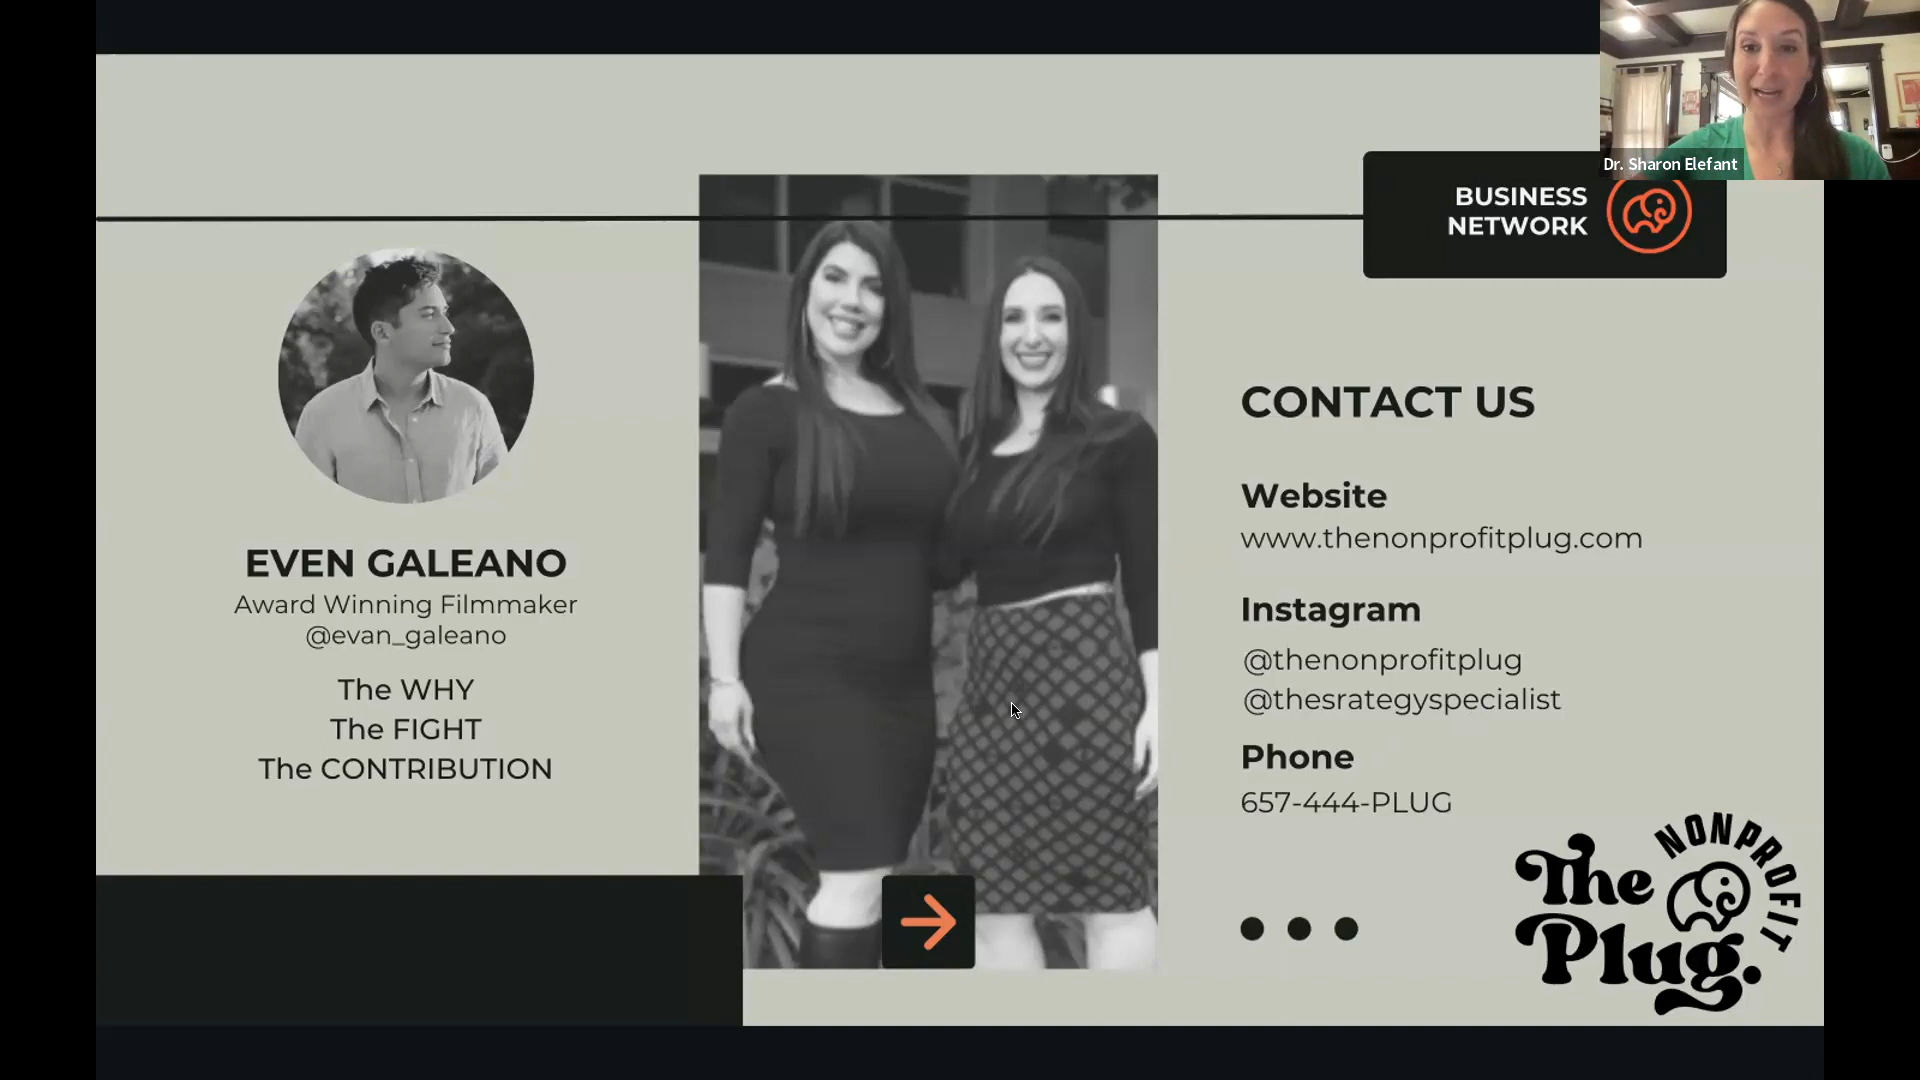 Dr. Sharon Elefant
BUSINESS
NETWORK
EVEN GALEANO
Award Winning Filmmaker
@evan_galeano
The WHY
The FIGHT
The CONTRIBUTION
CONTACT US
Website
www.thenonprofitplug.com
Instagram
@thenonprofitplug
@thesrategyspecialist
Phone
657-444-PLUG
The
NONPROFIT
Plug.